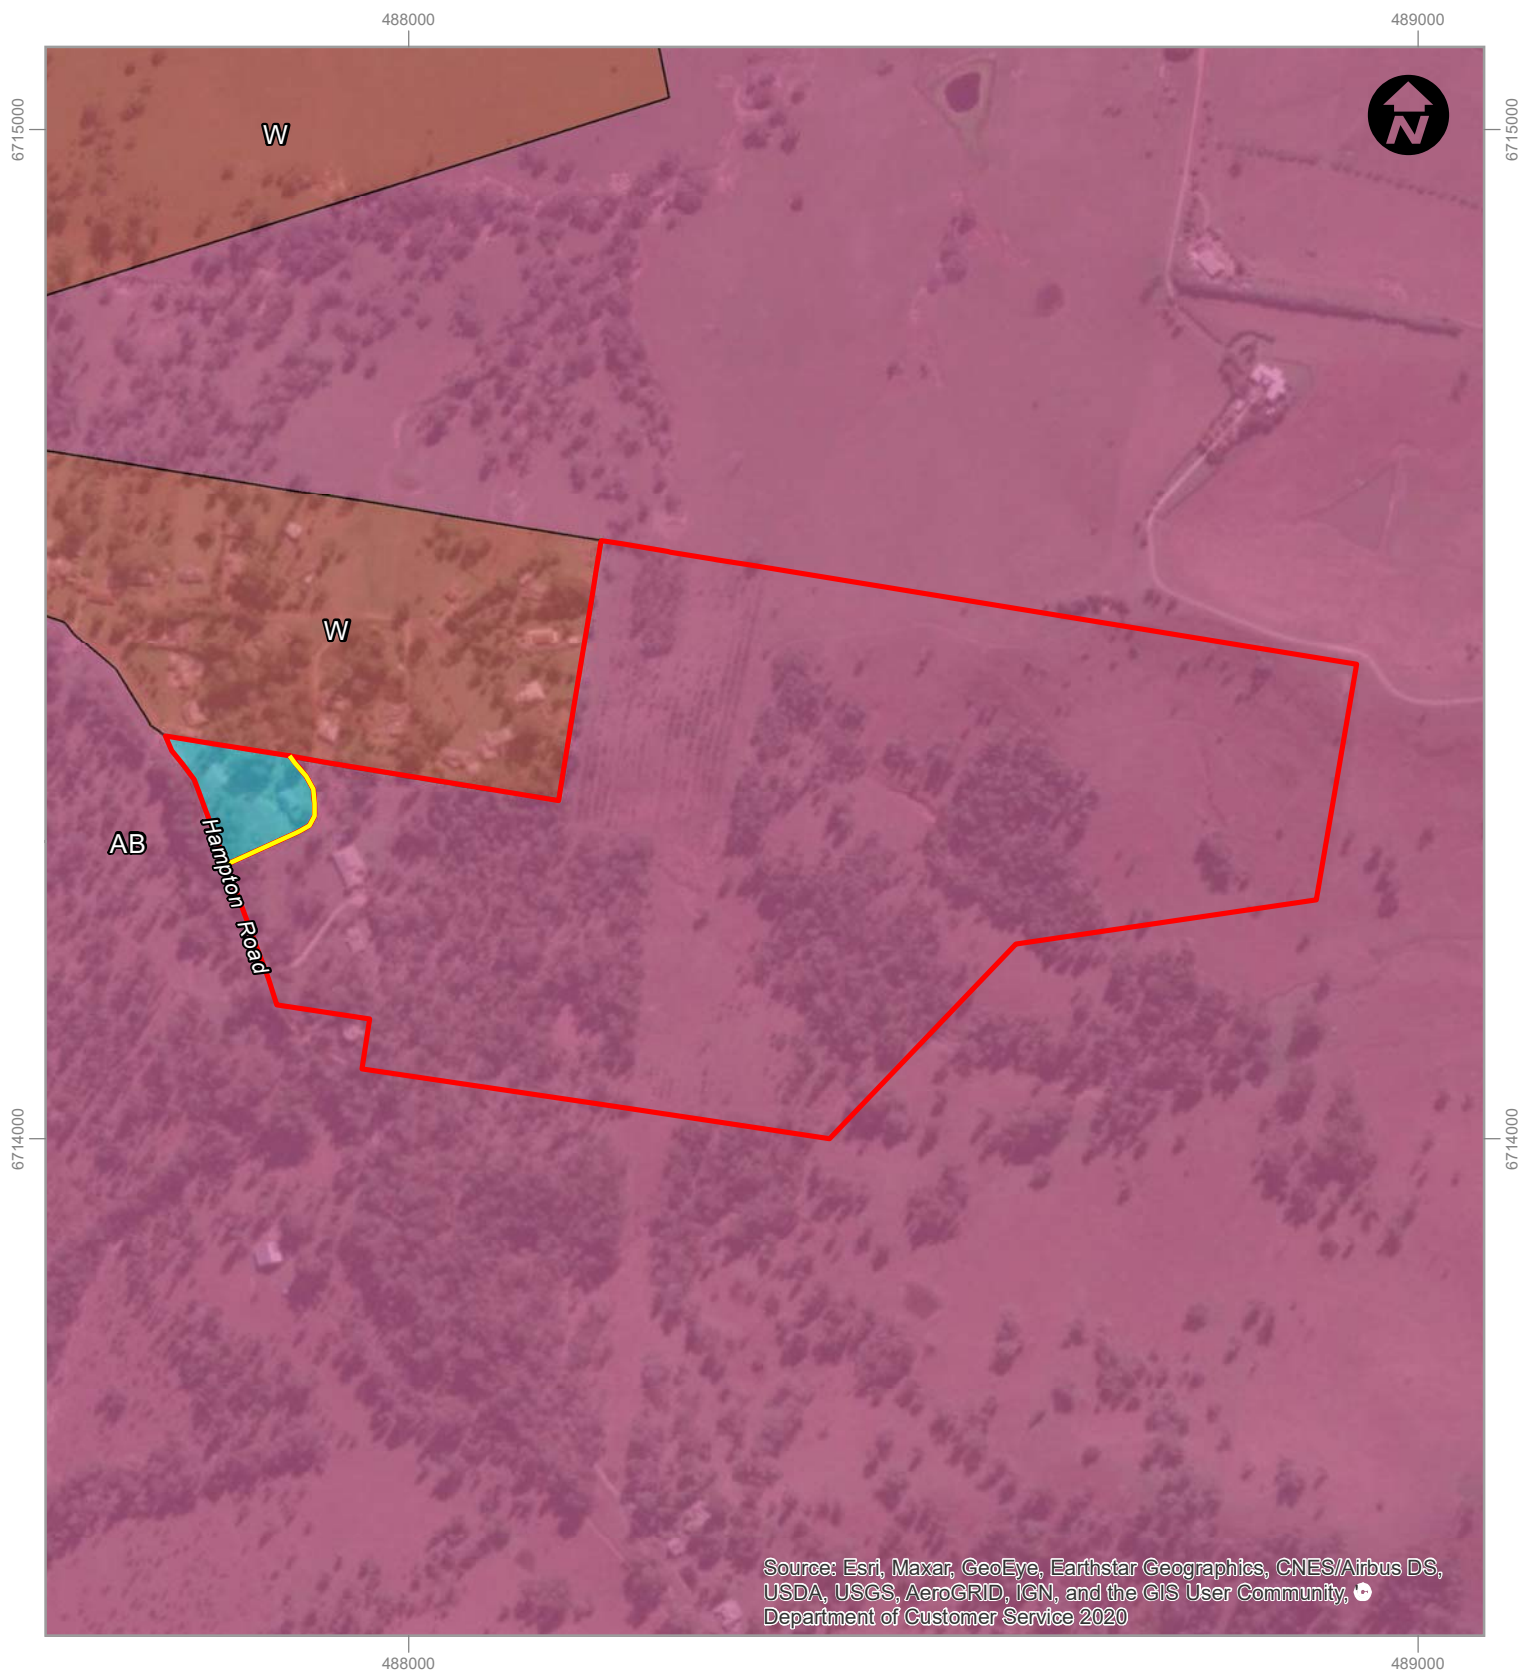 488000
489000
6715000
6715000
N
W
W
AB
Hampton Road
6714000
6714000
Source: Esri, Maxar, GeoEye, Earthstar Geographics, CNES/Airbus DS,
USDA, USGS, AeroGRID, IGN, and the GIS User Community,
Department of Customer Service 2020
488000
489000